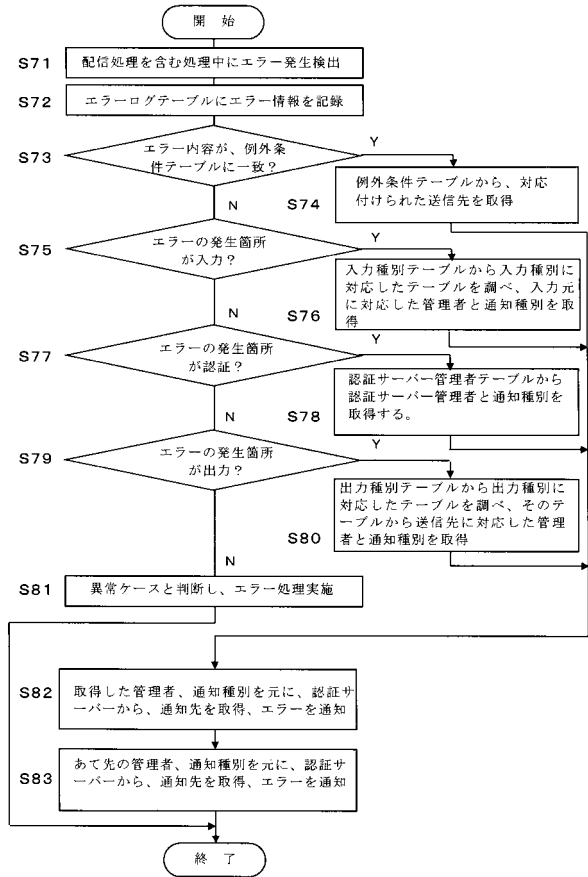 開 始
S71
配信処理を含む処理中にエラー発生検出
S72
エラーログテーブルにエラー情報を記録
S73
エラー内容が、例外条
件テーブルに一致？
Y
N
S74
例外条件テーブルから、対応
付けられた送信先を取得
S75
エラーの発生箇所
が入力？
Y
N
S76
入力種別テーブルから入力種別に
対応したテーブルを調べ、入力元
に対応した管理者と通知種別を取
得
S77
エラーの発生箇所
が認証？
Y
N
S78
認証サーバー管理者テーブルから
認証サーバー管理者と通知種別を
取得する。
S79
エラーの発生箇所
が出力？
Y
N
S80
出力種別テーブルから出力種別に
対応したテーブルを調べ、そのテ
ーブルから送信先に対応した管理
者と通知種別を取得
S81
異常ケースと判断し、エラー処理実施
S82
取得した管理者、通知種別を元に、認証サ
ーバーから、通知先を取得、エラーを通知
S83
あて先の管理者、通知種別を元に、認証サ
ーバーから、通知先を取得、エラーを通知
終 了